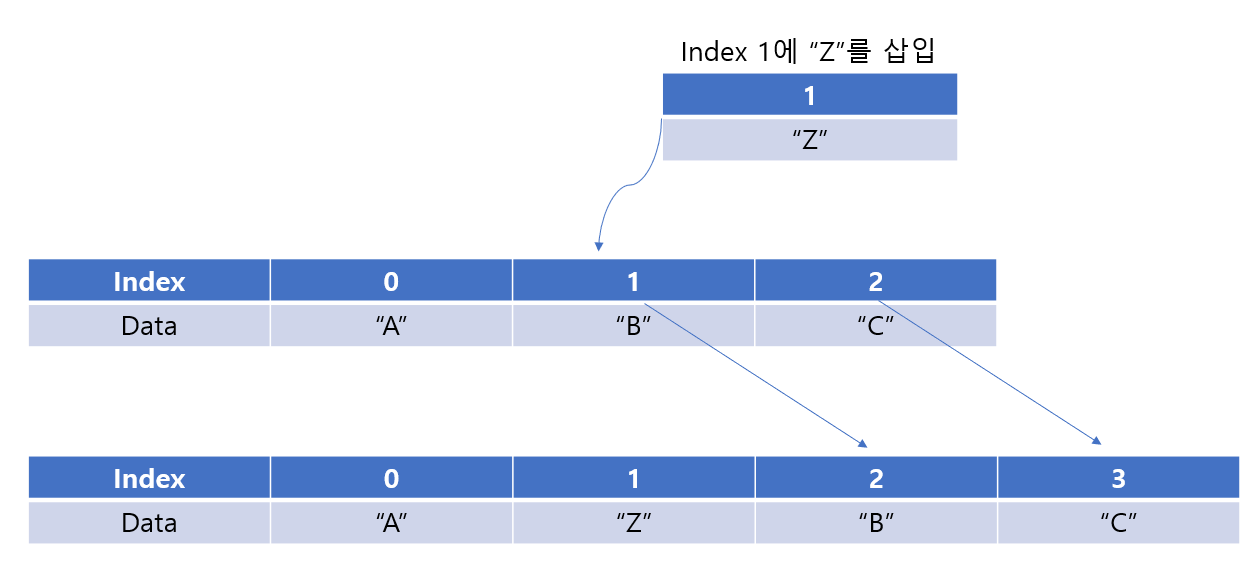 Index 1에 “Z”를 삽입
1
“Z”
Index 0 1 2
Data “A” “B” “C”
Index 0 1 2 3
Data “A” “Z” “B” “C”